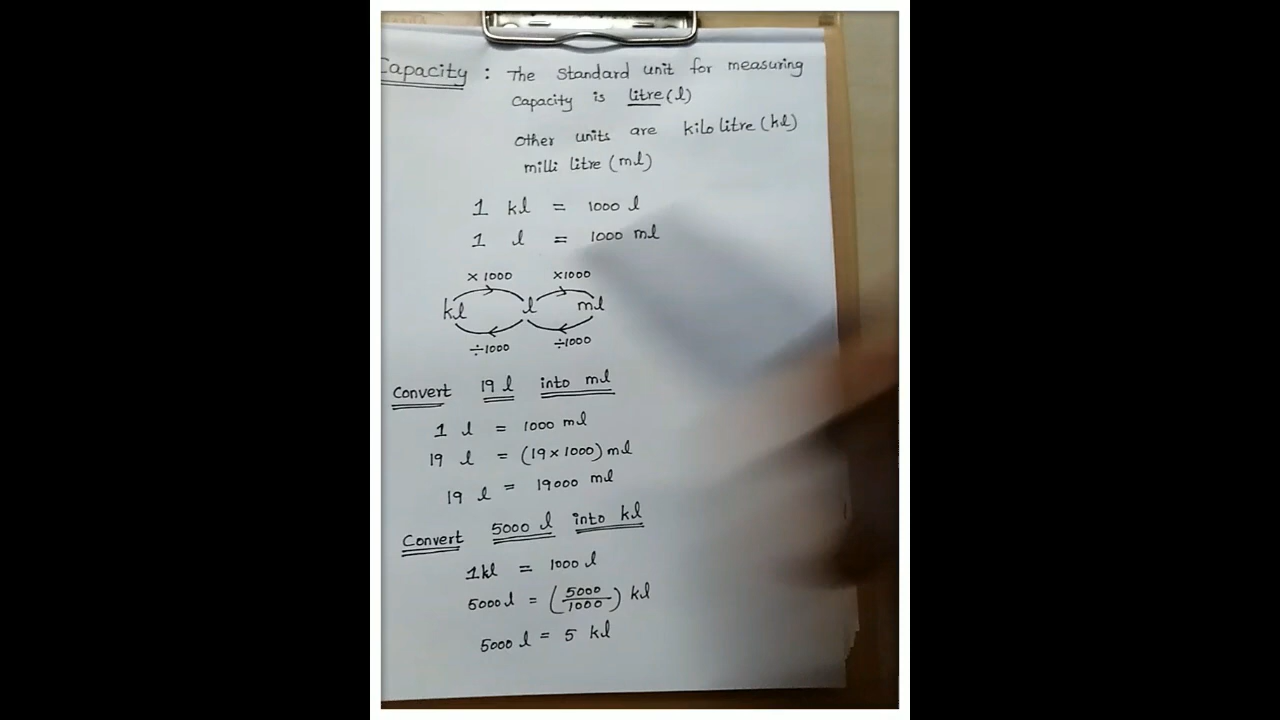 Capacity : The standard unit for measuring
capacity is litre (l)
Other units are kilo litre (kl)
milli litre (ml)
1 kl = 1000 l
1 l = 1000 ml
× 1000 ×1000
kl l ml
÷1000 ÷1000
Convert 19 l into ml
1 l = 1000 ml
19 l = (19 × 1000) ml
19 l = 19000 ml
Convert 5000 l into kl
1kl = 1000 l
5000 l = (5000/1000) kl
5000 l = 5 kl